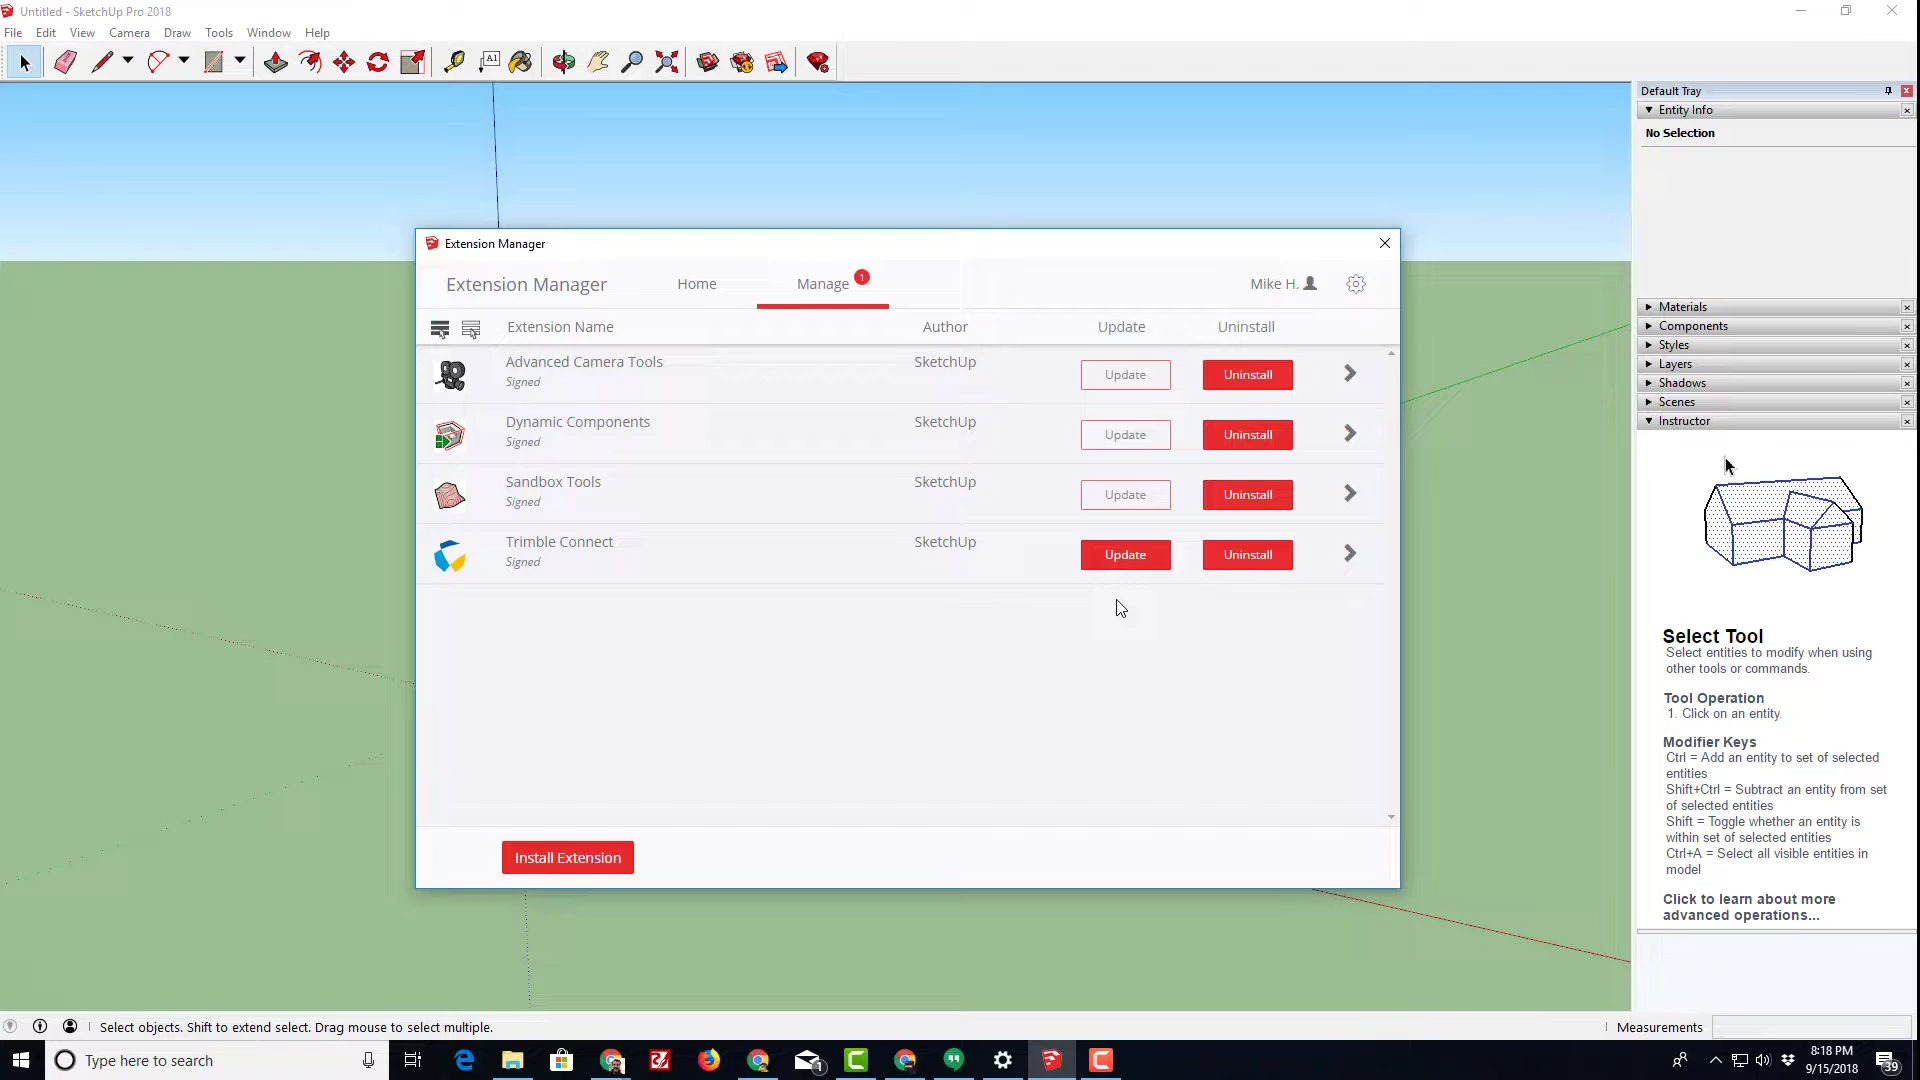 Untitled - SketchUp Pro 2018
File Edit View Camera Draw Tools Window Help
A1
Default Tray
Entity Info
No Selection
Materials
Components
Styles
Layers
Shadows
Scenes
Instructor
Select Tool
Select entities to modify when using
other tools or commands.
Tool Operation
1. Click on an entity.
Modifier Keys
Ctrl = Add an entity to set of selected
entities
Shift+Ctrl = Subtract an entity from set
of selected entities
Shift = Toggle whether an entity is
within set of selected entities
Ctrl+A = Select all visible entities in
model
Click to learn about more
advanced operations...
Extension Manager
Extension Manager Home Manage 1 Mike H.
Extension Name Author Update Uninstall
Advanced Camera Tools SketchUp Update Uninstall
Signed
Dynamic Components SketchUp Update Uninstall
Signed
Sandbox Tools SketchUp Update Uninstall
Signed
Trimble Connect SketchUp Update Uninstall
Signed
Install Extension
Select objects. Shift to extend select. Drag mouse to select multiple. Measurements
Type here to search
1
8:18 PM
9/15/2018
39